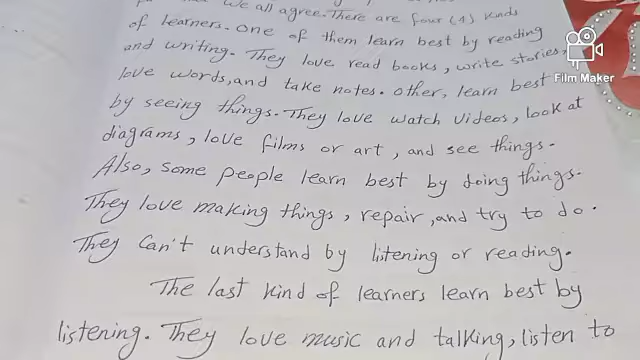 We all agree. There are four (4) kinds
of learners. One of them learn best by reading
and writing. They love read books, write stories,
love words, and take notes. Other, learn best
by seeing things. They love watch videos, look at
diagrams, love films or art, and see things.
Also, some people learn best by doing things.
They love making things, repair, and try to do.
They can't understand by listening or reading.
The last kind of learners learn best by
listening. They love music and talking, listen to
Film Maker